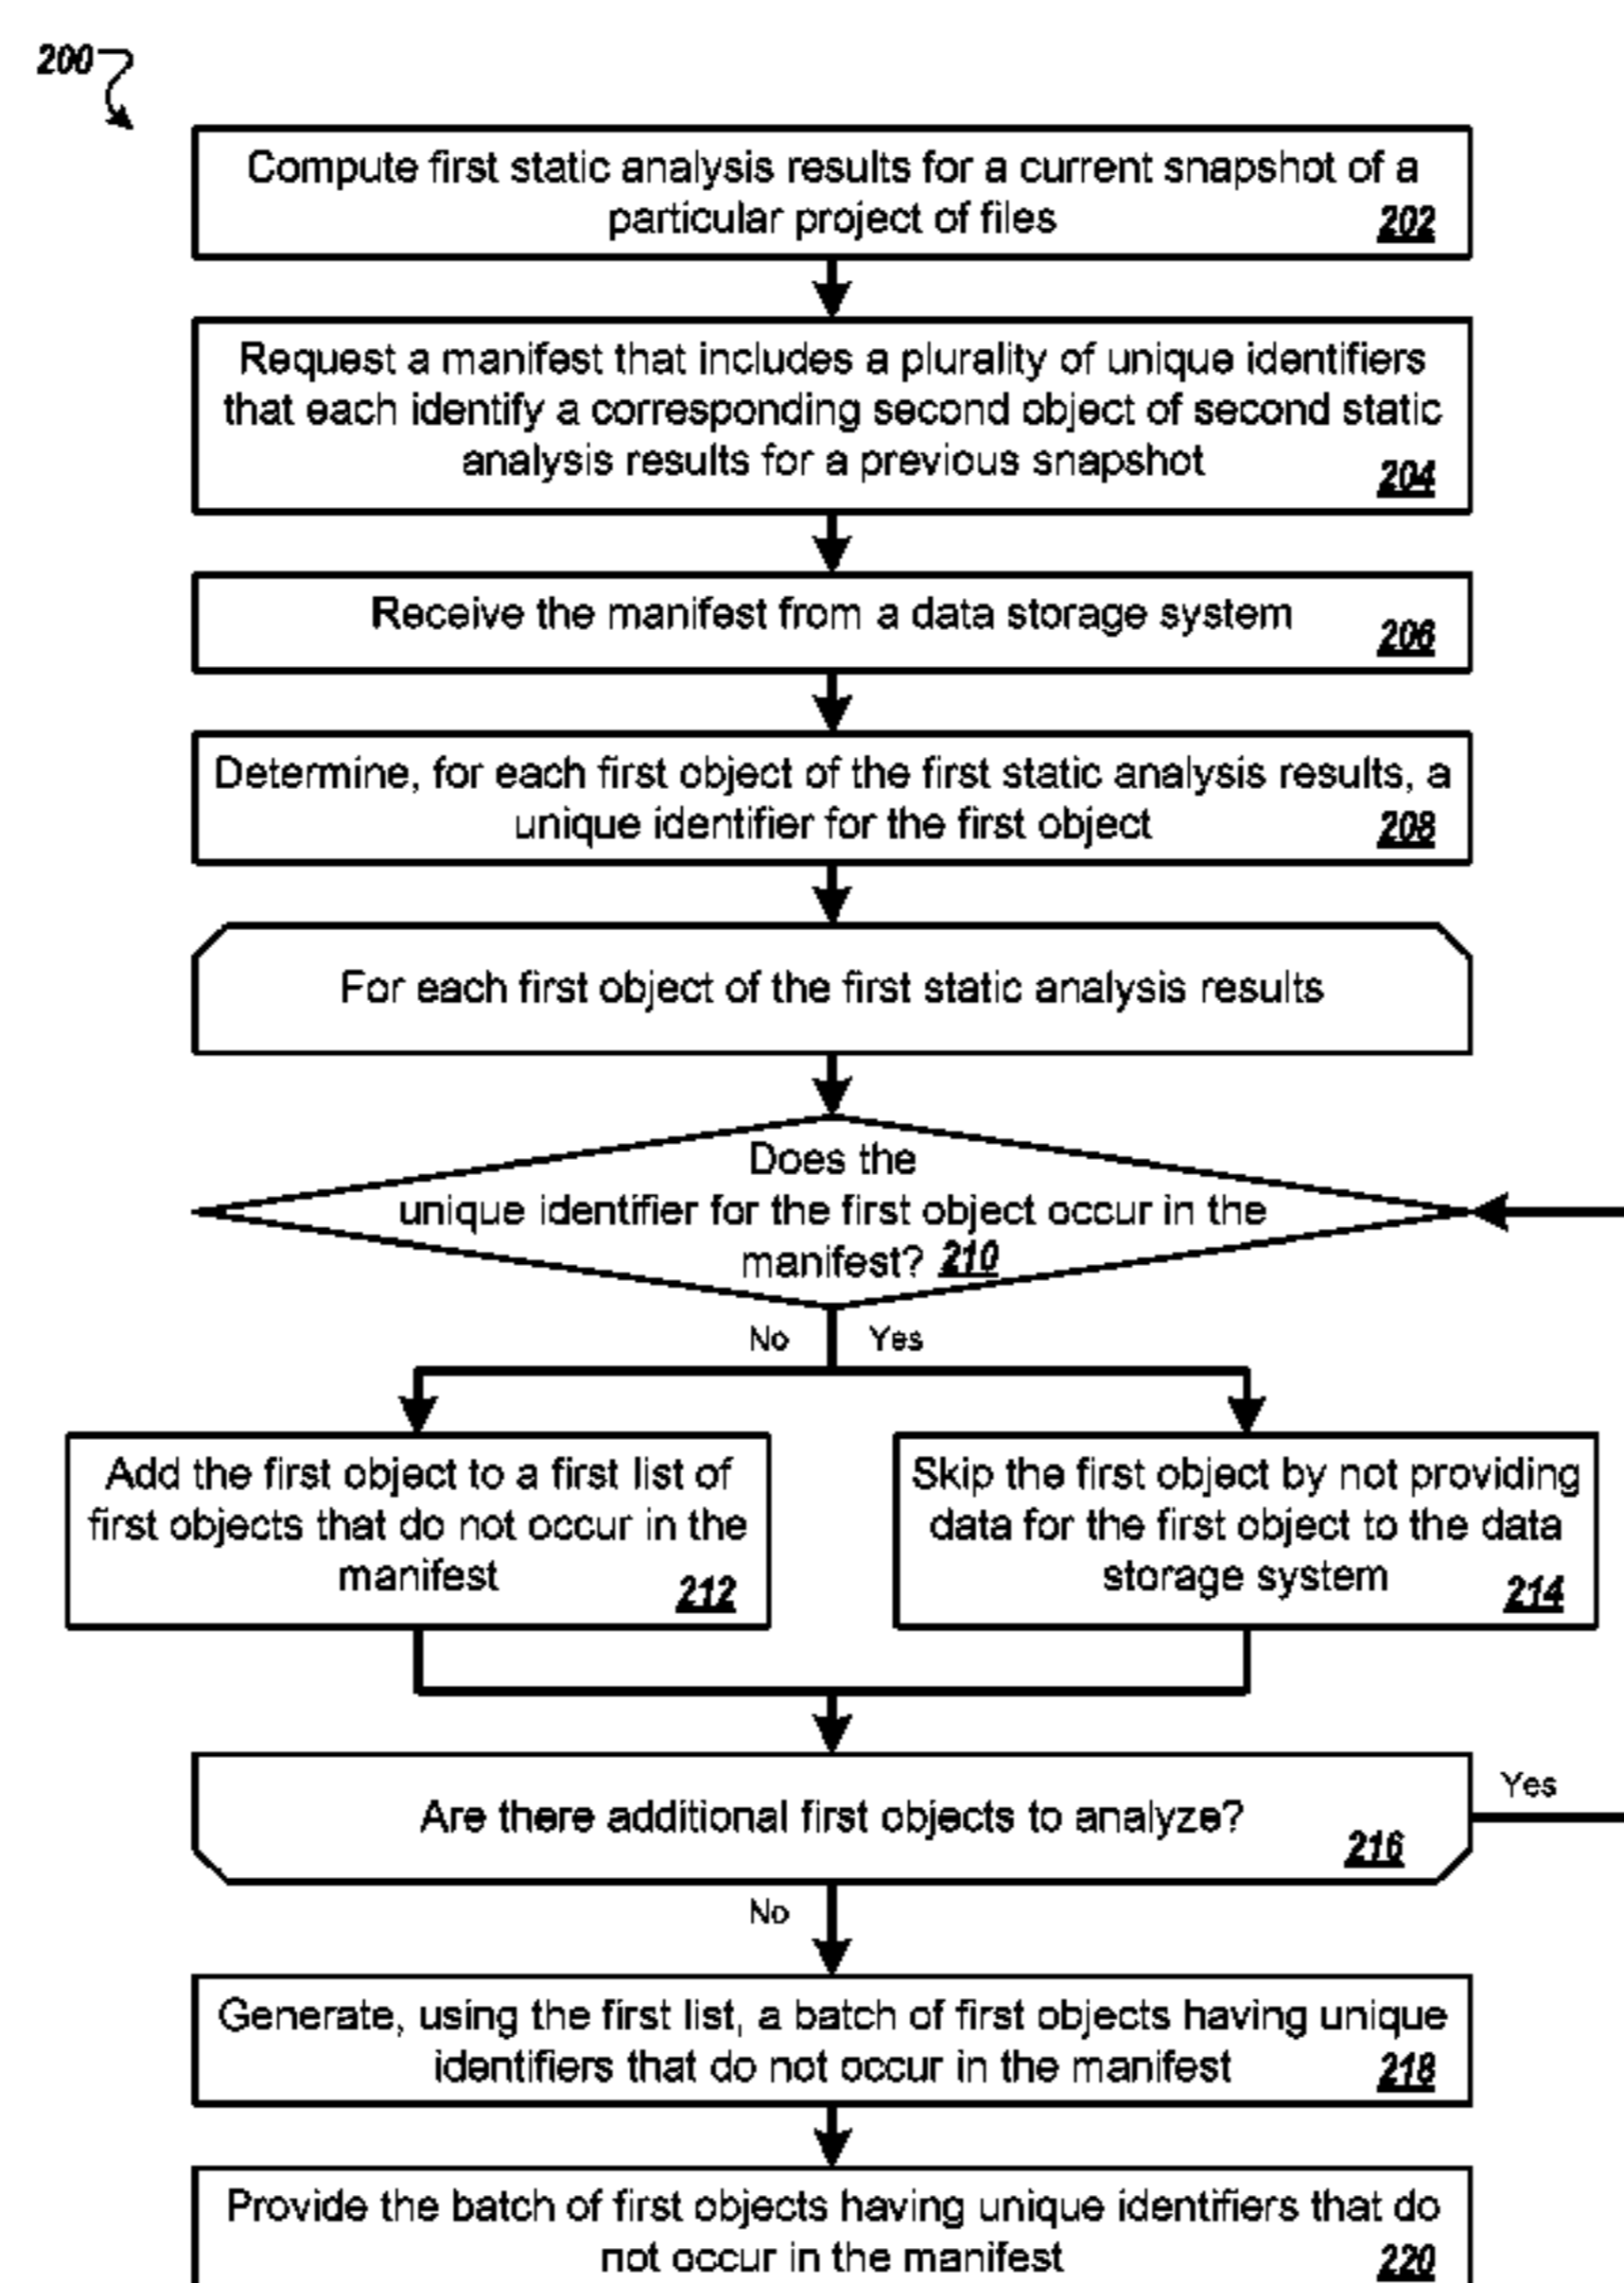 200
Compute first static analysis results for a current snapshot of a
particular project of files
202
Request a manifest that includes a plurality of unique identifiers
that each identify a corresponding second object of second static
analysis results for a previous snapshot
204
Receive the manifest from a data storage system
206
Determine, for each first object of the first static analysis results, a
unique identifier for the first object
208
For each first object of the first static analysis results
Does the
unique identifier for the first object occur in the
manifest? 210
No
Yes
Add the first object to a first list of
first objects that do not occur in the
manifest
212
Skip the first object by not providing
data for the first object to the data
storage system
214
Are there additional first objects to analyze?
216
Yes
No
Generate, using the first list, a batch of first objects having unique
identifiers that do not occur in the manifest
218
Provide the batch of first objects having unique identifiers that do
not occur in the manifest
220